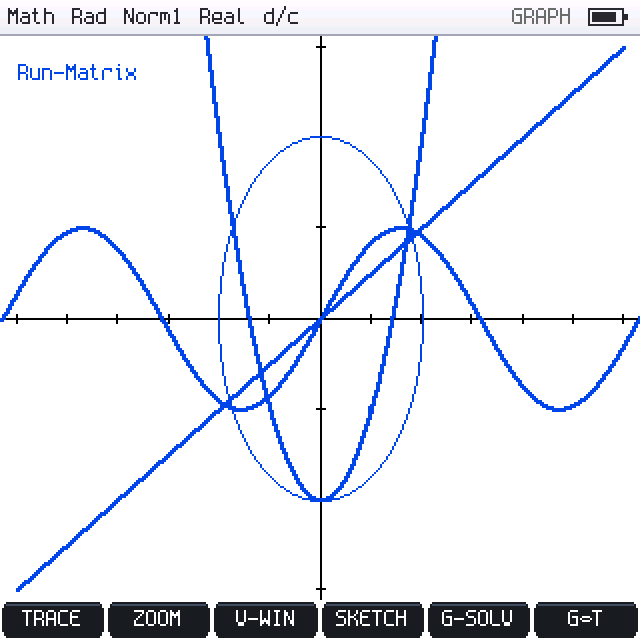 Math Rad Norm1 Real d/c GRAPH
Run-Matrix
TRACE ZOOM V-WIN SKETCH G-SOLV G⇔T